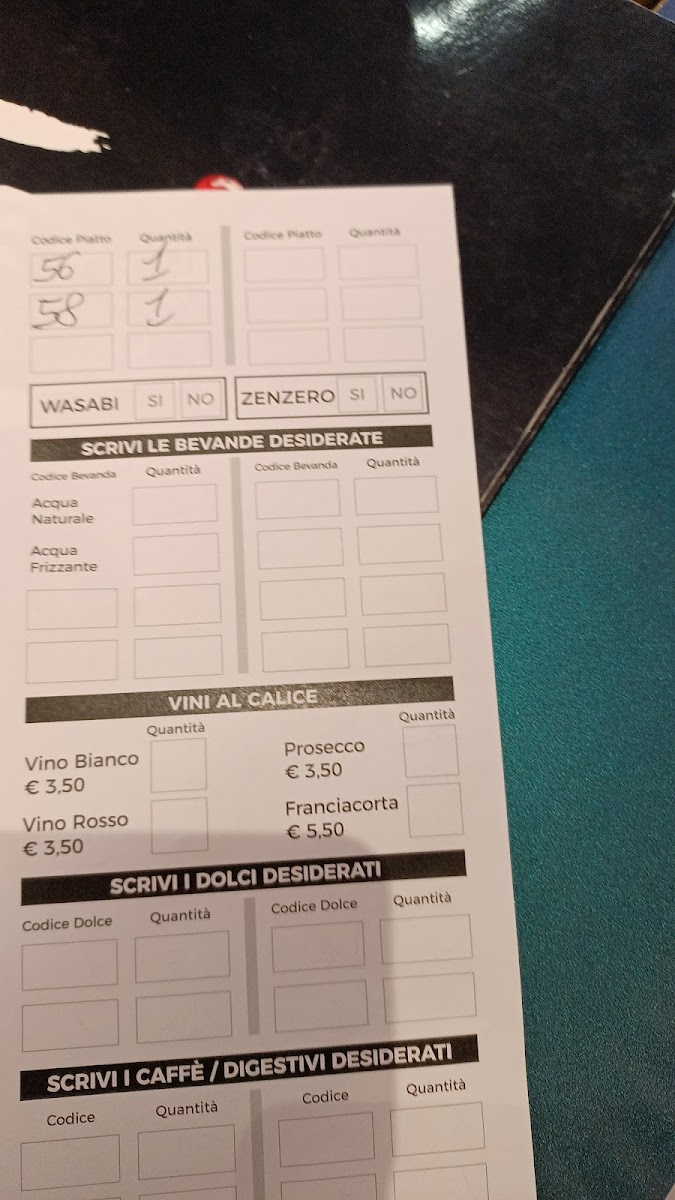 Codice Piatto Quantità Codice Piatto Quantità
56 1
58 1
WASABI SI NO ZENZERO SI NO
SCRIVI LE BEVANDE DESIDERATE
Codice Bevanda Quantità Codice Bevanda Quantità
Acqua
Naturale
Acqua
Frizzante
VINI AL CALICE
Quantità Quantità
Vino Bianco Prosecco
€ 3,50 € 3,50
Vino Rosso Franciacorta
€ 3,50 € 5,50
SCRIVI I DOLCI DESIDERATI
Codice Dolce Quantità Codice Dolce Quantità
SCRIVI I CAFFÈ / DIGESTIVI DESIDERATI
Codice Quantità Codice Quantità